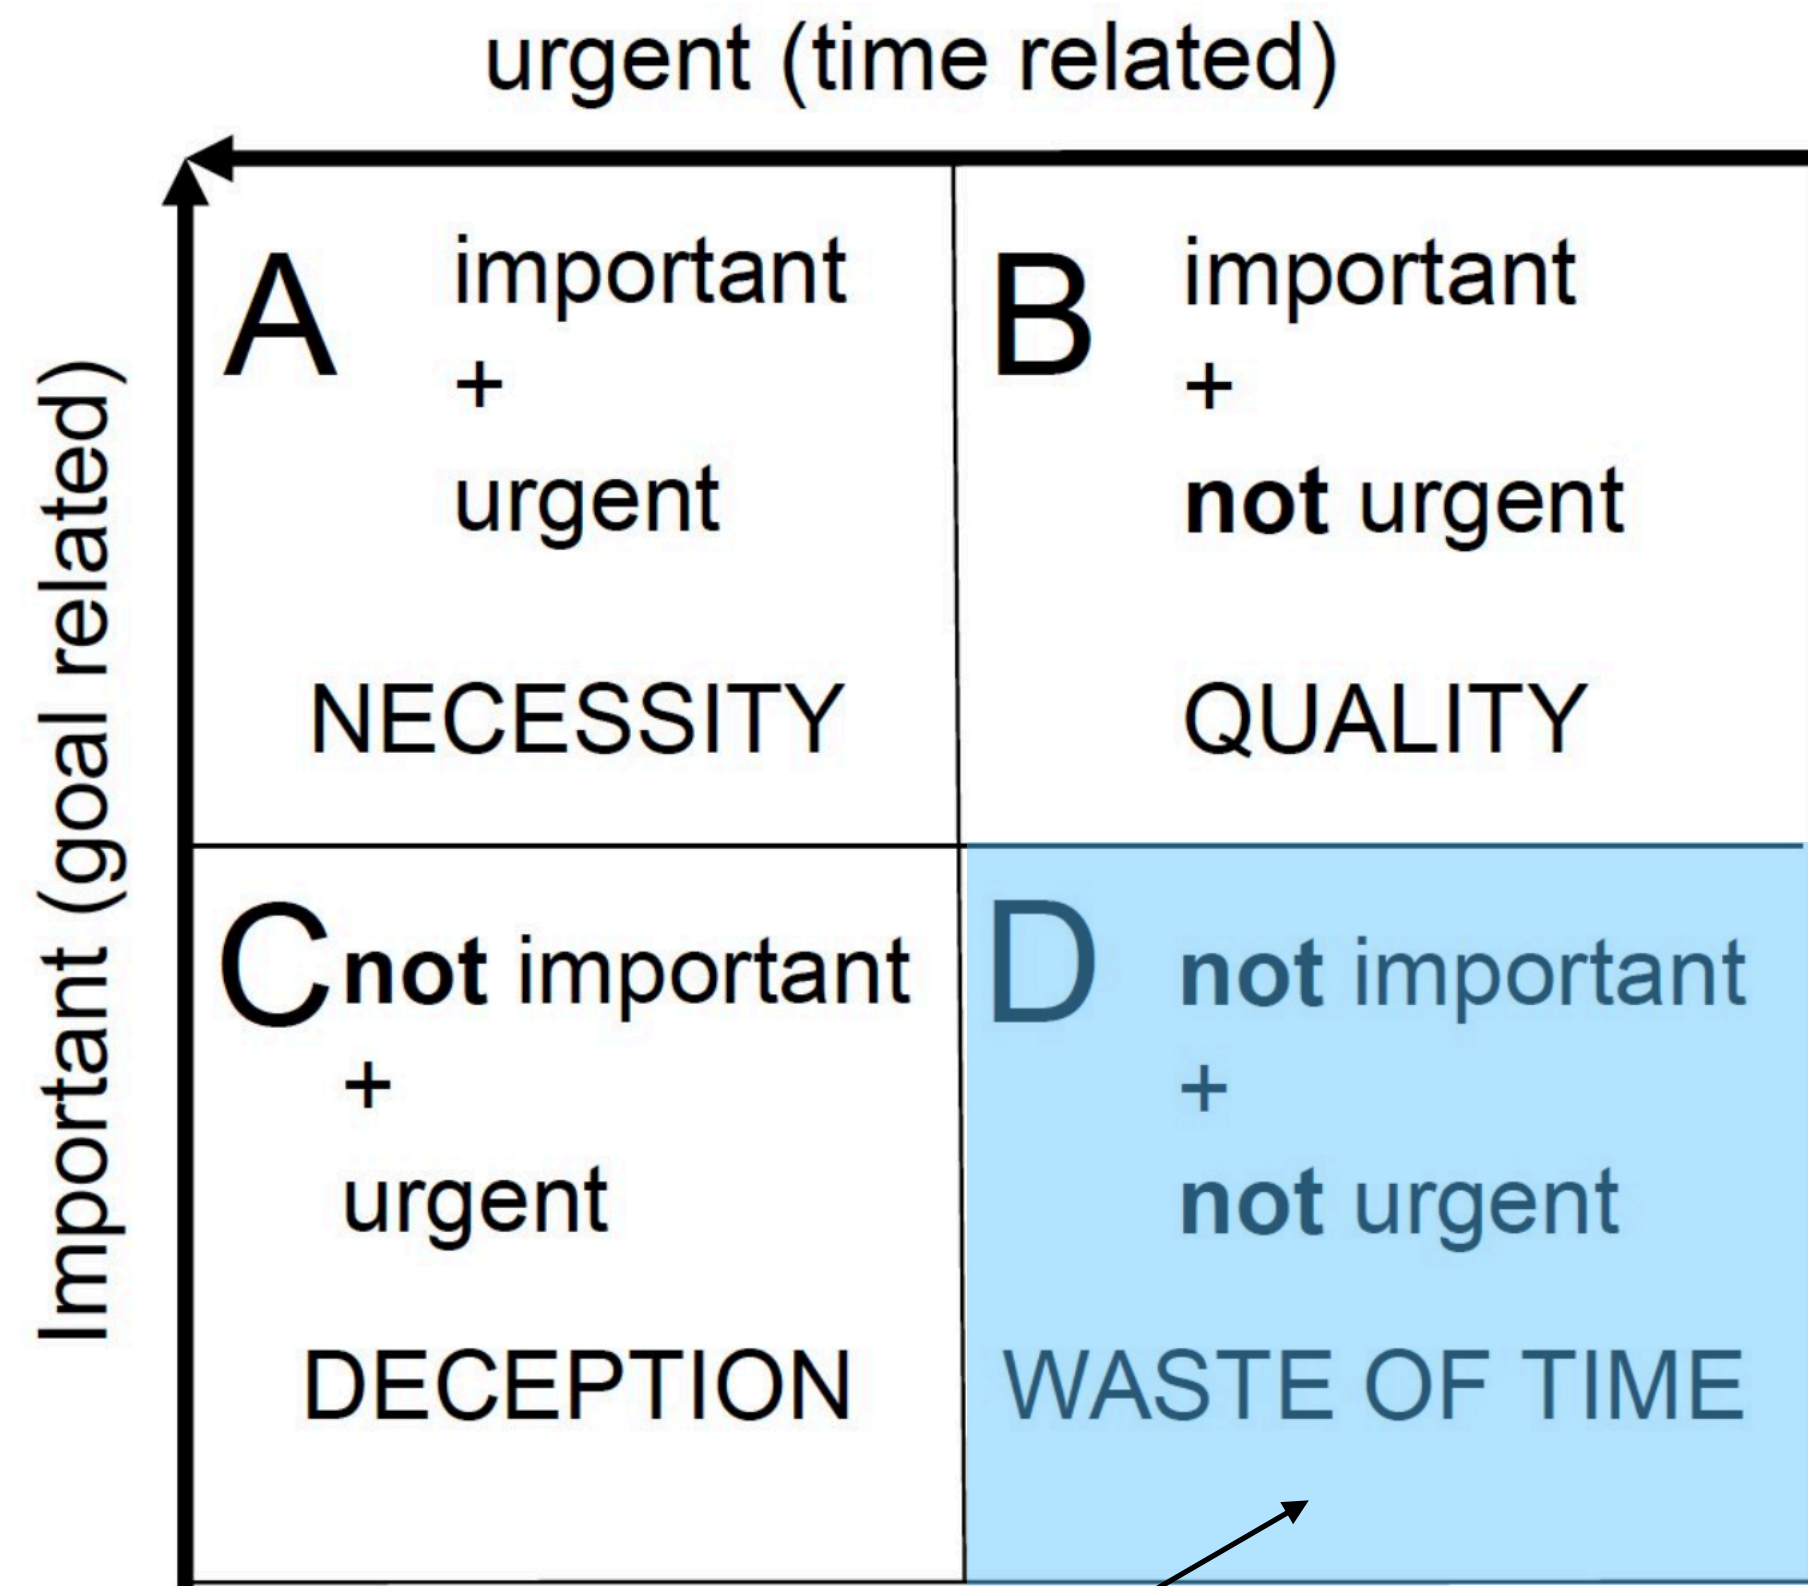 urgent (time related)
Important (goal related)
A
important
+
urgent
NECESSITY
B
important
+
not urgent
QUALITY
C
not important
+
urgent
DECEPTION
D
not important
+
not urgent
WASTE OF TIME